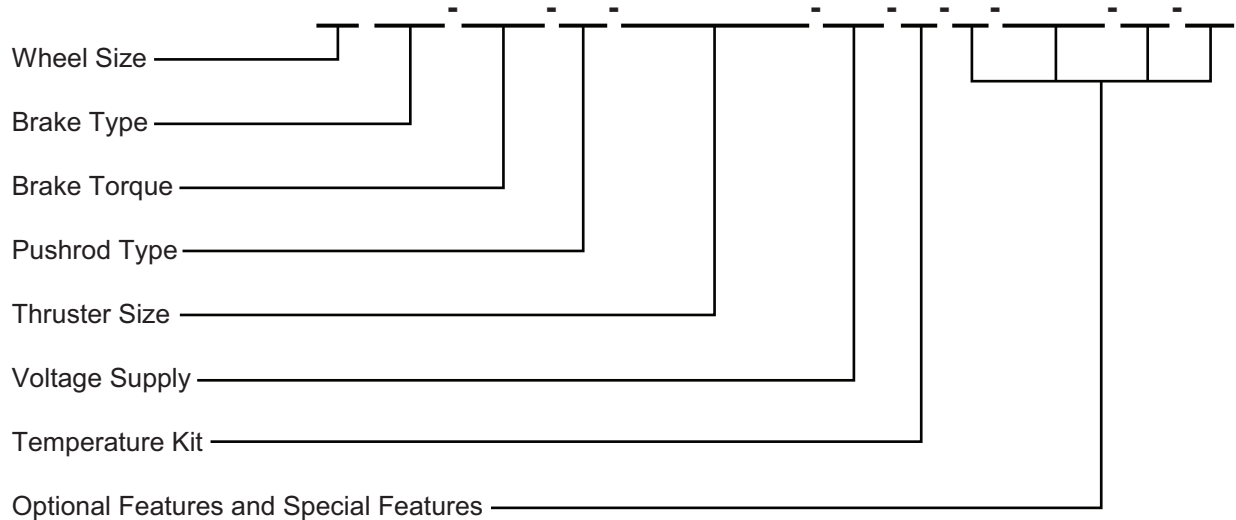 - - - - - - - - -
Wheel Size
Brake Type
Brake Torque
Pushrod Type
Thruster Size
Voltage Supply
Temperature Kit
Optional Features and Special Features